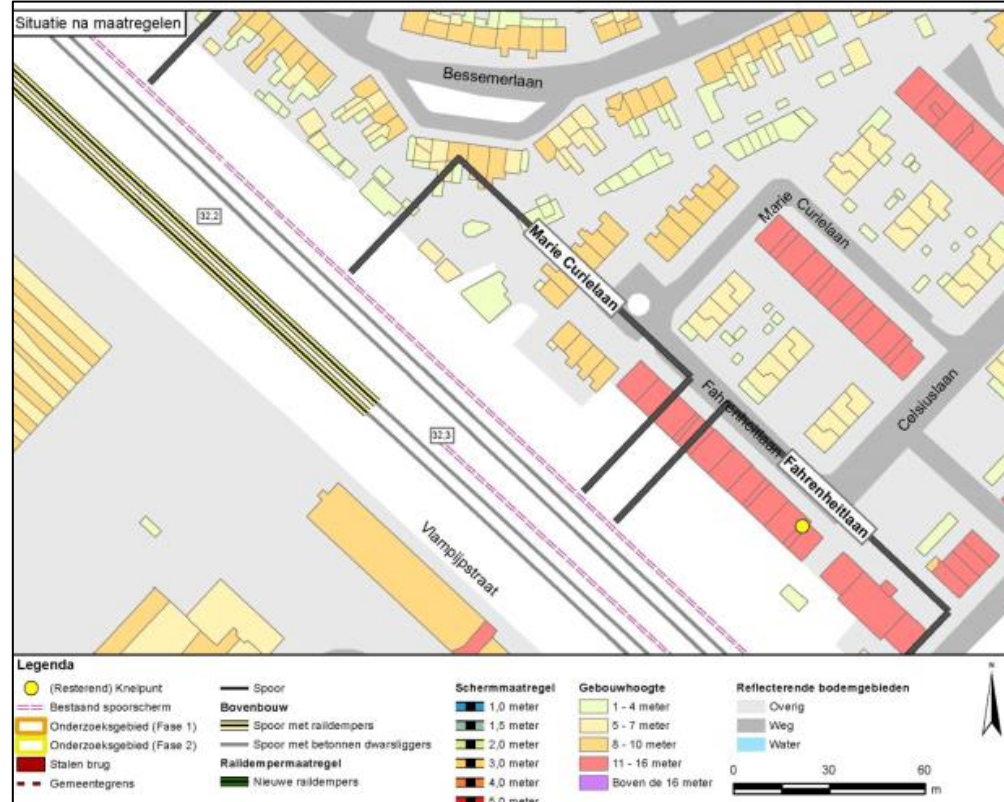 Situatie na maatregelen
Bessemerlaan
32,2
Marie Curielaan
Marie Curielaan
Fahrenheitlaan
Fahrenheitlaan
Celsiuslaan
32,3
Vlampijpstraat
Legenda
(Resterend) Knelpunt
Bestaand spoorscherm
Onderzoeksgebied (Fase 1)
Onderzoeksgebied (Fase 2)
Stalen brug
Gemeentegrens
Spoor
Bovenbouw
Spoor met raildempers
Spoor met betonnen dwarsliggers
Raildempermaatregel
Nieuwe raildempers
Schermmaatregel
1,0 meter
1,5 meter
2,0 meter
3,0 meter
4,0 meter
5,0 meter
Gebouwhoogte
1 - 4 meter
5 - 7 meter
8 - 10 meter
11 - 16 meter
Boven de 16 meter
Reflecterende bodemgebieden
Overig
Weg
Water
N
0 30 60
m